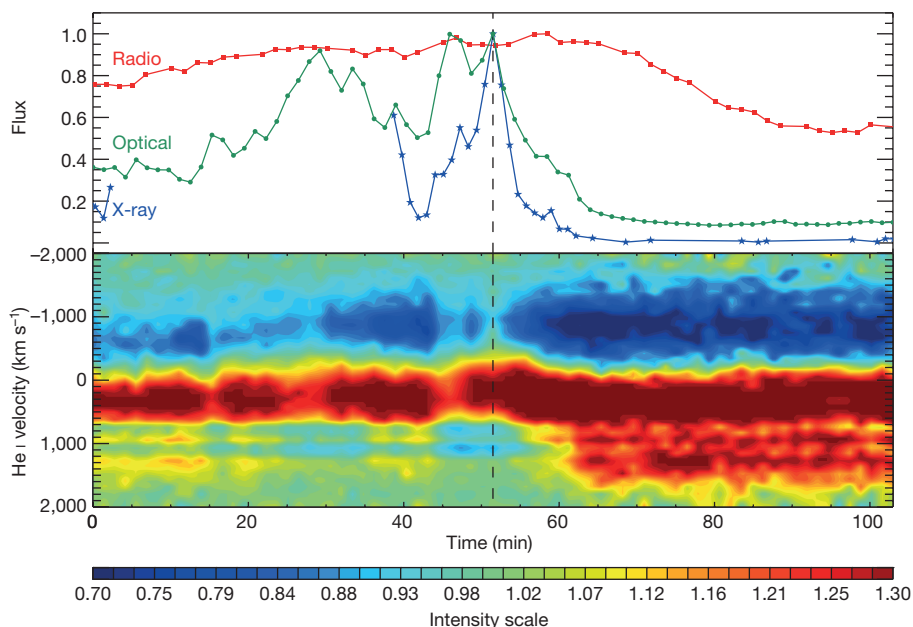 1.0
Radio
0.8
Flux
0.6
Optical
0.4
X-ray
0.2
–2,000
–1,000
He I velocity (km s⁻¹)
0
1,000
2,000
0 20 40 60 80 100
Time (min)
0.70 0.75 0.79 0.84 0.88 0.93 0.98 1.02 1.07 1.12 1.16 1.21 1.25 1.30
Intensity scale